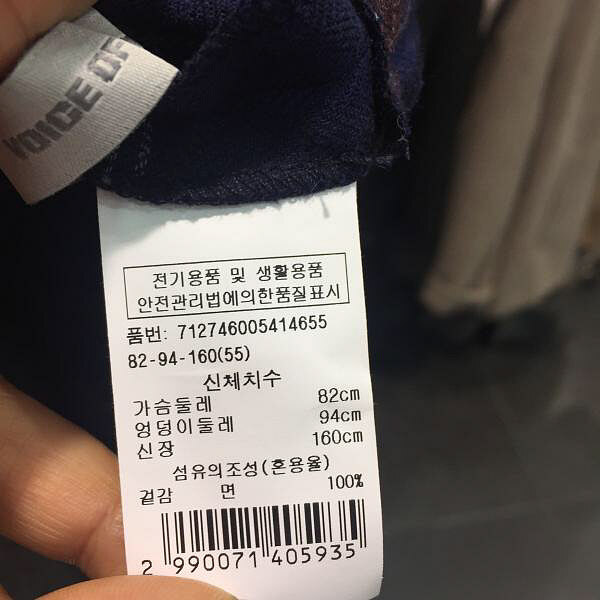 VOICE OF
전기용품 및 생활용품
안전관리법에의한품질표시
품번: 712746005414655
82-94-160(55)
신체치수
가슴둘레 82cm
엉덩이둘레 94cm
신장 160cm
섬유의조성(혼용율)
겉감 면 100%
2 990071 405935